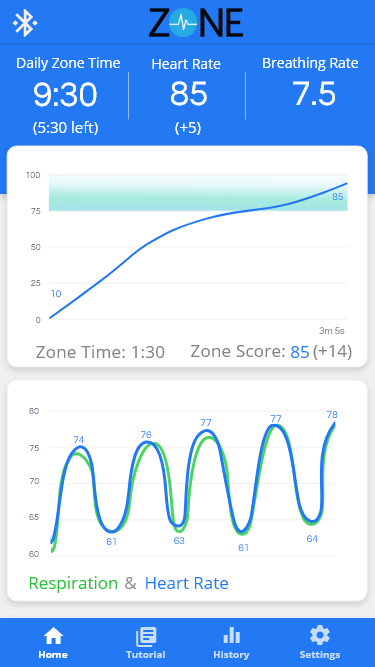 ZONE
Daily Zone Time Heart Rate Breathing Rate
9:30 85 7.5
(5:30 left) (+5)
100
85
75
50
25
10
0
3m 5s
Zone Time: 1:30 Zone Score: 85 (+14)
80
74 76 77 77 78
75
70
65
61 63 61 64
60
Respiration & Heart Rate
Home Tutorial History Settings